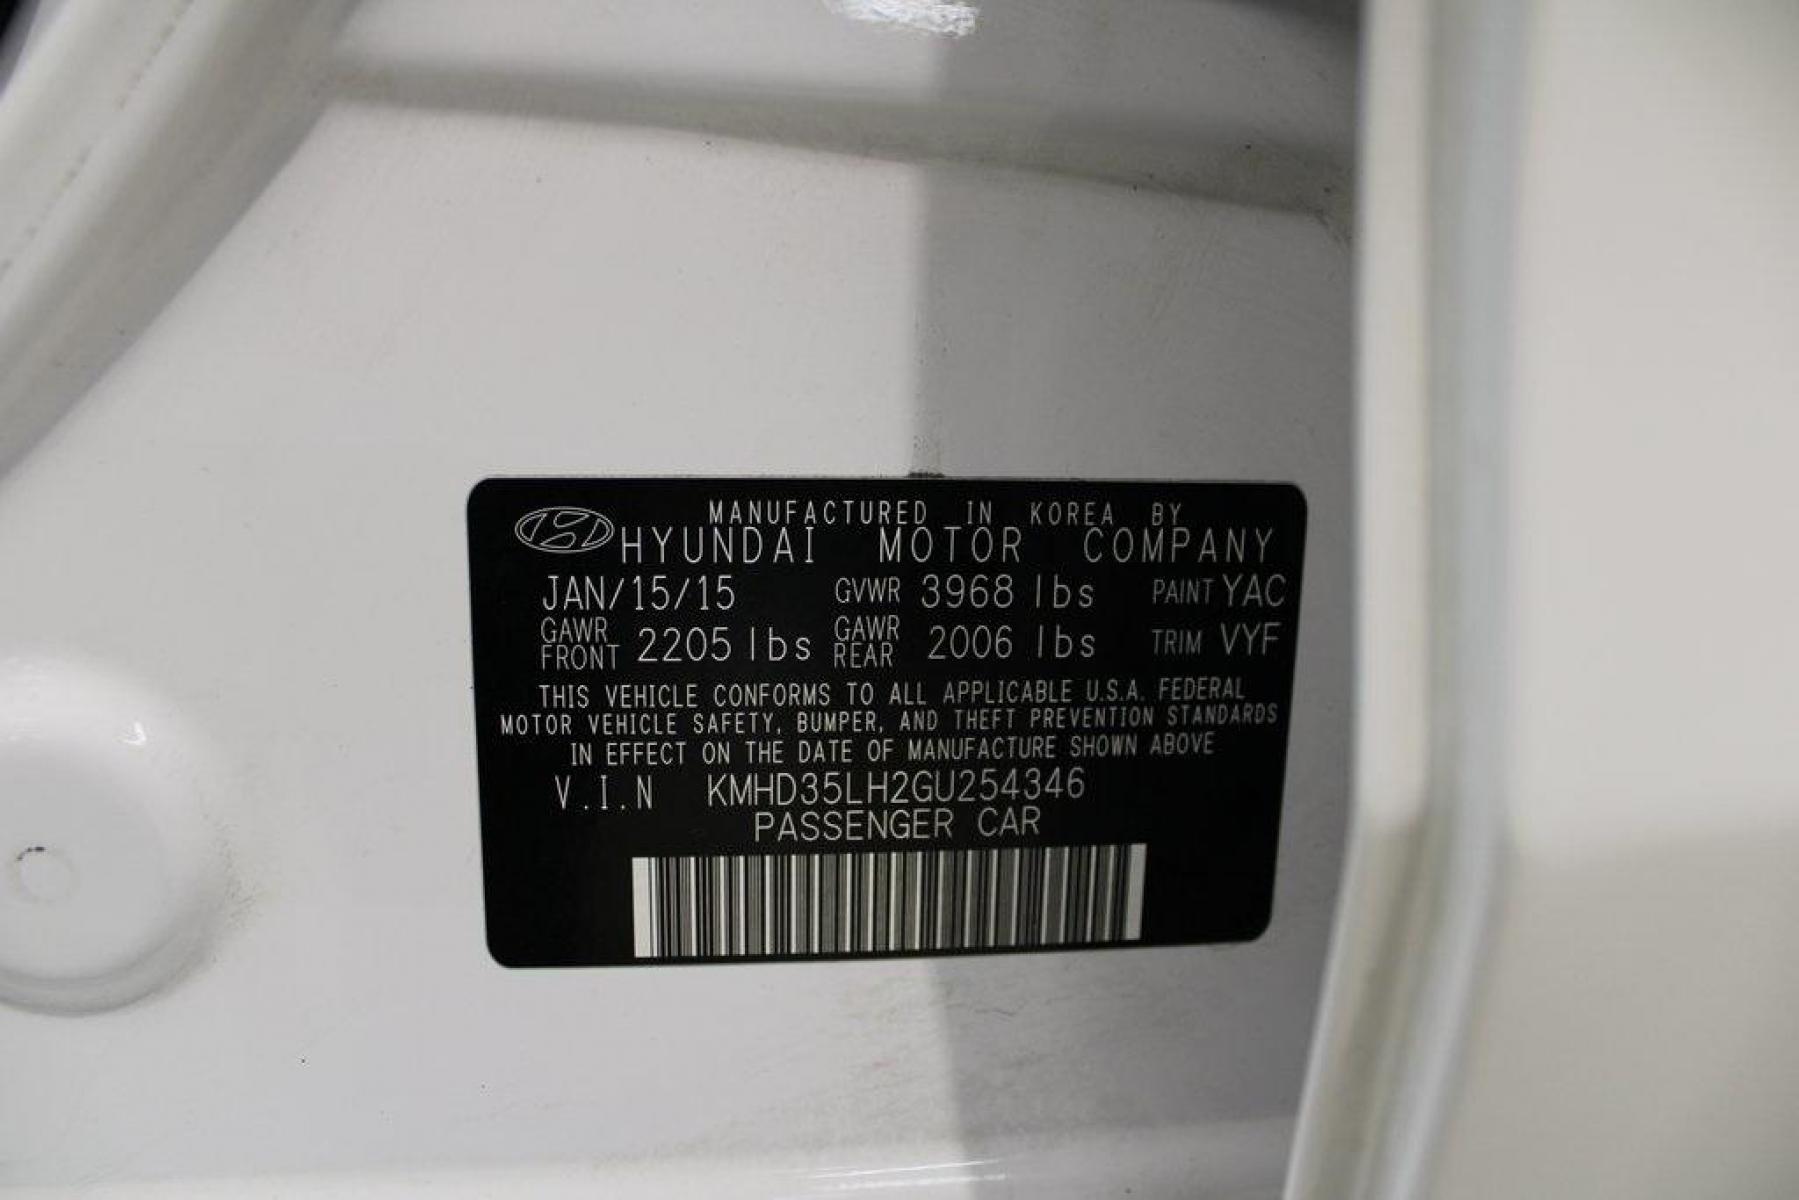 MANUFACTURED IN KOREA BY
HYUNDAI MOTOR COMPANY
JAN/15/15 GVWR 3968 lbs PAINT YAC
GAWR FRONT 2205 lbs GAWR REAR 2006 lbs TRIM VYF
THIS VEHICLE CONFORMS TO ALL APPLICABLE U.S.A. FEDERAL
MOTOR VEHICLE SAFETY, BUMPER, AND THEFT PREVENTION STANDARDS
IN EFFECT ON THE DATE OF MANUFACTURE SHOWN ABOVE
V.I.N KMHD35LH2GU254346
PASSENGER CAR